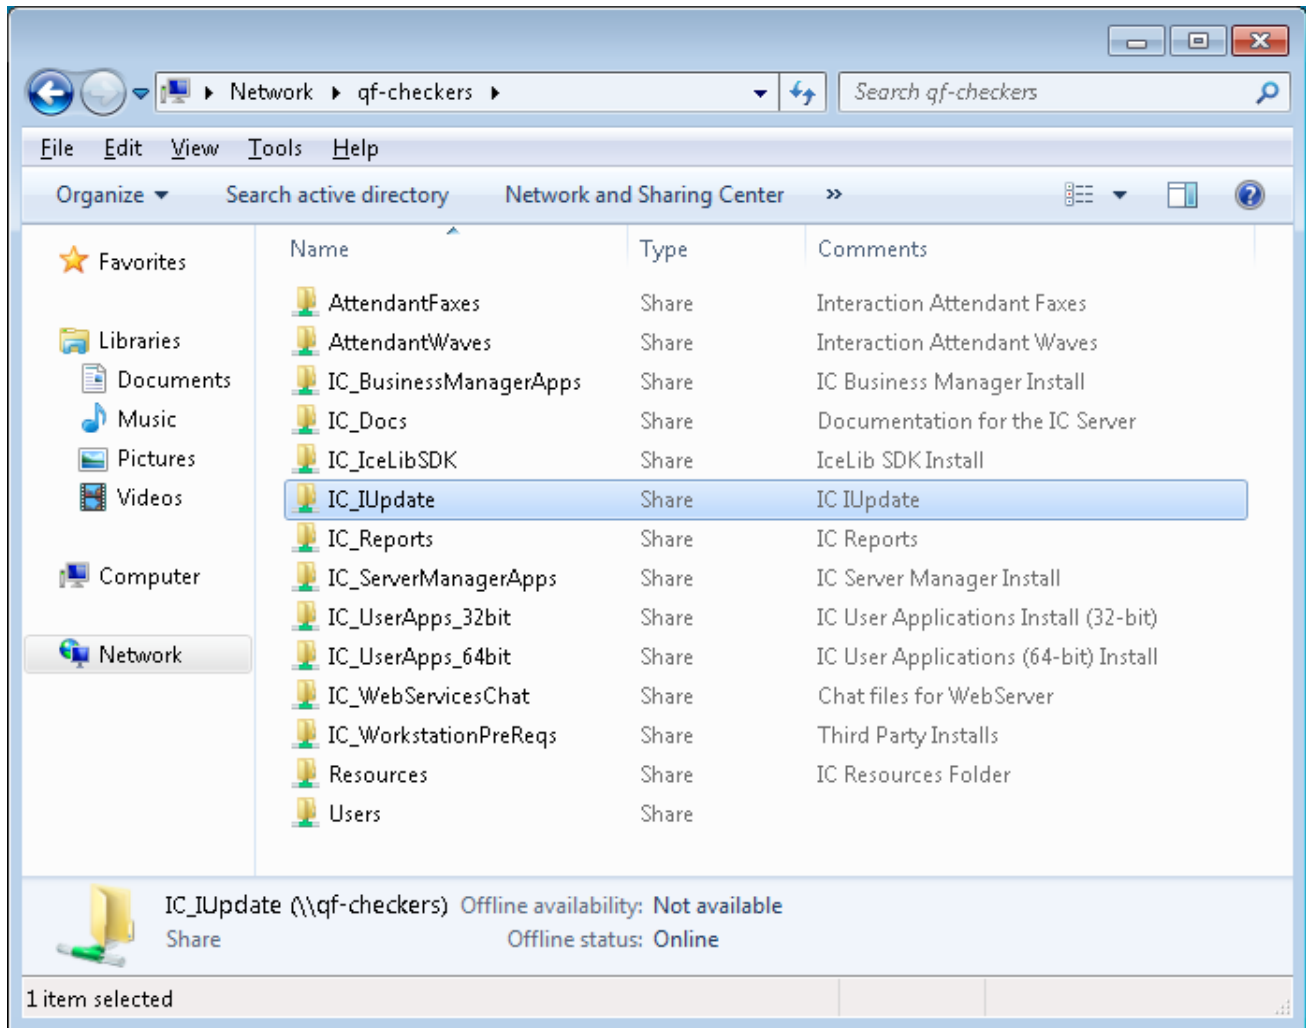 Network qf-checkers Search qf-checkers
File Edit View Tools Help
Organize Search active directory Network and Sharing Center »
Name Type Comments
Favorites
AttendantFaxes Share Interaction Attendant Faxes
Libraries AttendantWaves Share Interaction Attendant Waves
Documents IC_BusinessManagerApps Share IC Business Manager Install
Music IC_Docs Share Documentation for the IC Server
Pictures IC_IceLibSDK Share IceLib SDK Install
Videos IC_IUpdate Share IC IUpdate
IC_Reports Share IC Reports
Computer IC_ServerManagerApps Share IC Server Manager Install
IC_UserApps_32bit Share IC User Applications Install (32-bit)
Network IC_UserApps_64bit Share IC User Applications (64-bit) Install
IC_WebServicesChat Share Chat files for WebServer
IC_WorkstationPreReqs Share Third Party Installs
Resources Share IC Resources Folder
Users Share
IC_IUpdate (\\qf-checkers) Offline availability: Not available
Share Offline status: Online
1 item selected